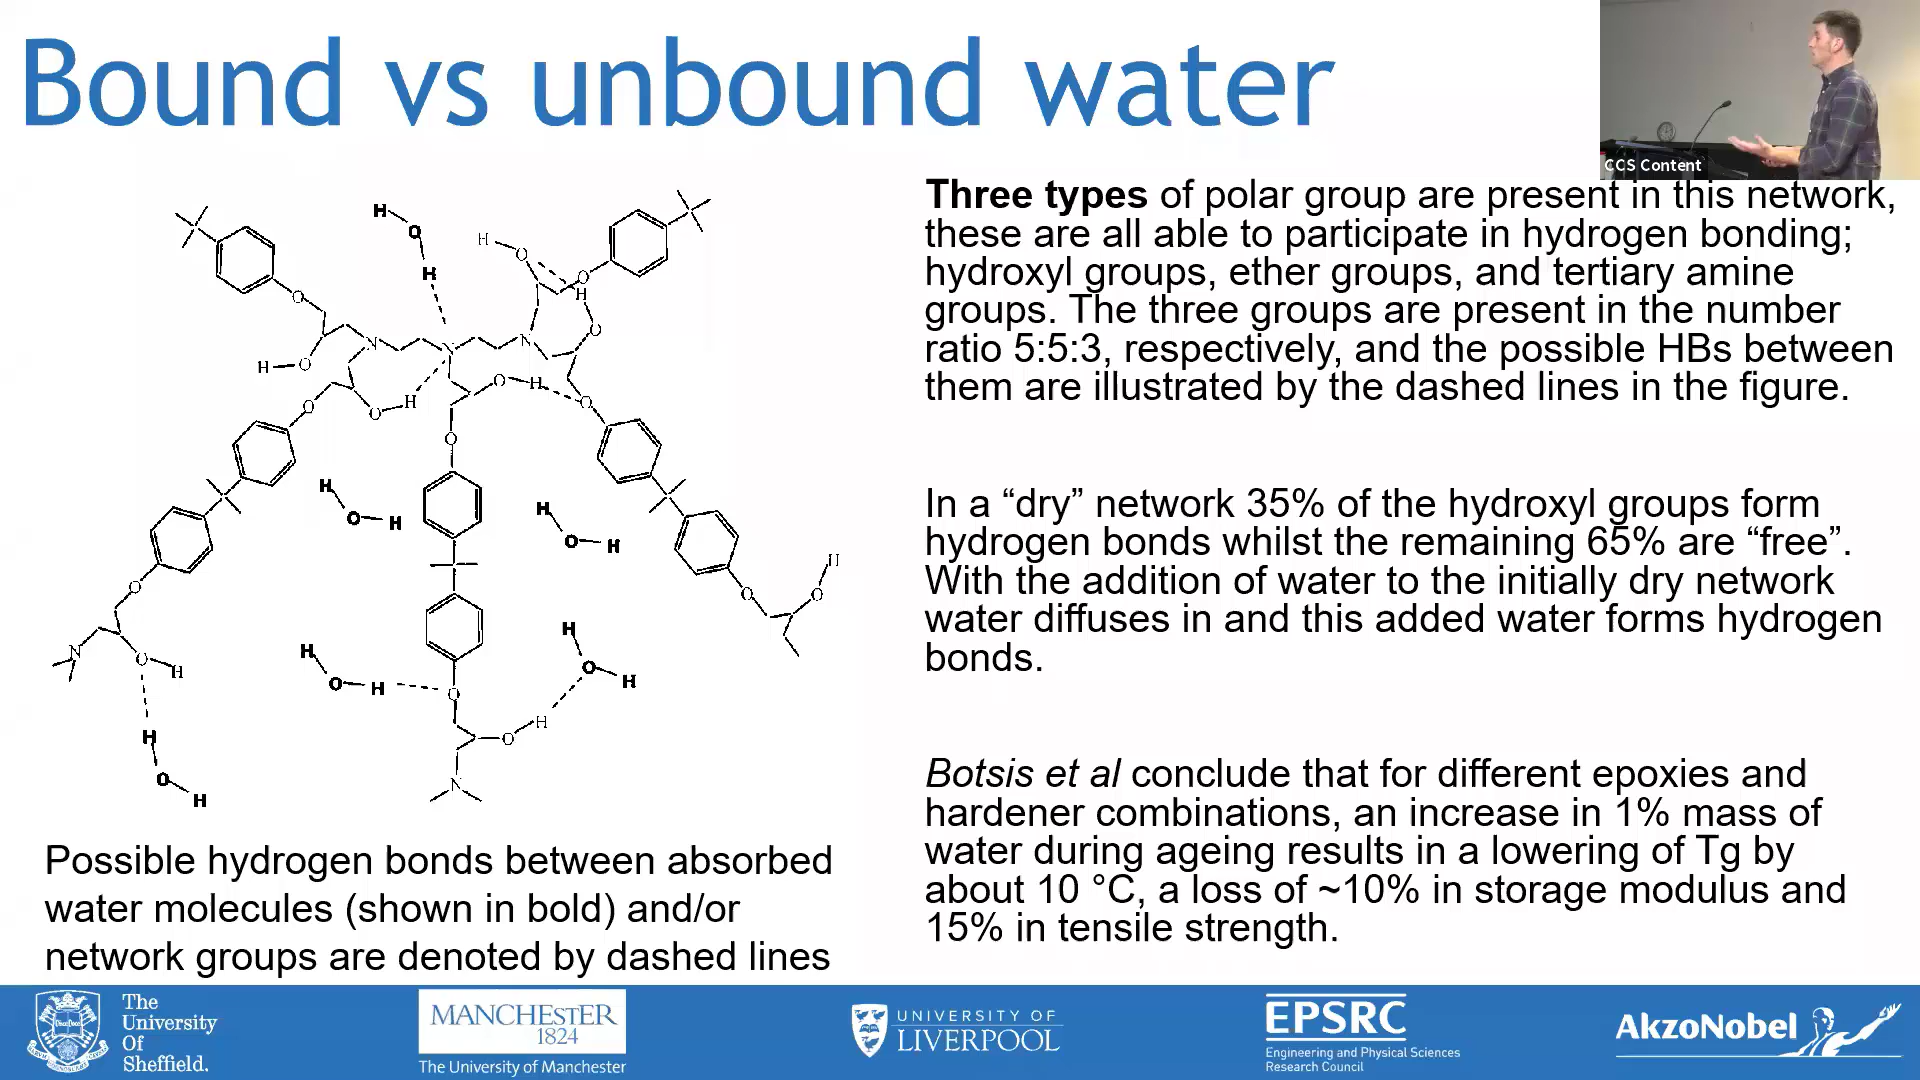 Bound vs unbound water
CCS Content
Three types of polar group are present in this network,
these are all able to participate in hydrogen bonding;
hydroxyl groups, ether groups, and tertiary amine
groups. The three groups are present in the number
ratio 5:5:3, respectively, and the possible HBs between
them are illustrated by the dashed lines in the figure.
In a “dry” network 35% of the hydroxyl groups form
hydrogen bonds whilst the remaining 65% are “free”.
With the addition of water to the initially dry network
water diffuses in and this added water forms hydrogen
bonds.
Botsis et al conclude that for different epoxies and
hardener combinations, an increase in 1% mass of
water during ageing results in a lowering of Tg by
about 10 °C, a loss of ~10% in storage modulus and
15% in tensile strength.
H
O
H
H
O
O
H
O
O
N
N
N
H
O
O
H
O
H
O
H
O
O
O
H
O
H
H
O
H
H
O
O
O
H
N
O
H
H
O
H
H
O
H
O
H
O
H
H
O
H
N
Possible hydrogen bonds between absorbed
water molecules (shown in bold) and/or
network groups are denoted by dashed lines
The
University
Of
Sheffield.
MANCHESTER
1824
The University of Manchester
UNIVERSITY OF
LIVERPOOL
EPSRC
Engineering and Physical Sciences
Research Council
AkzoNobel